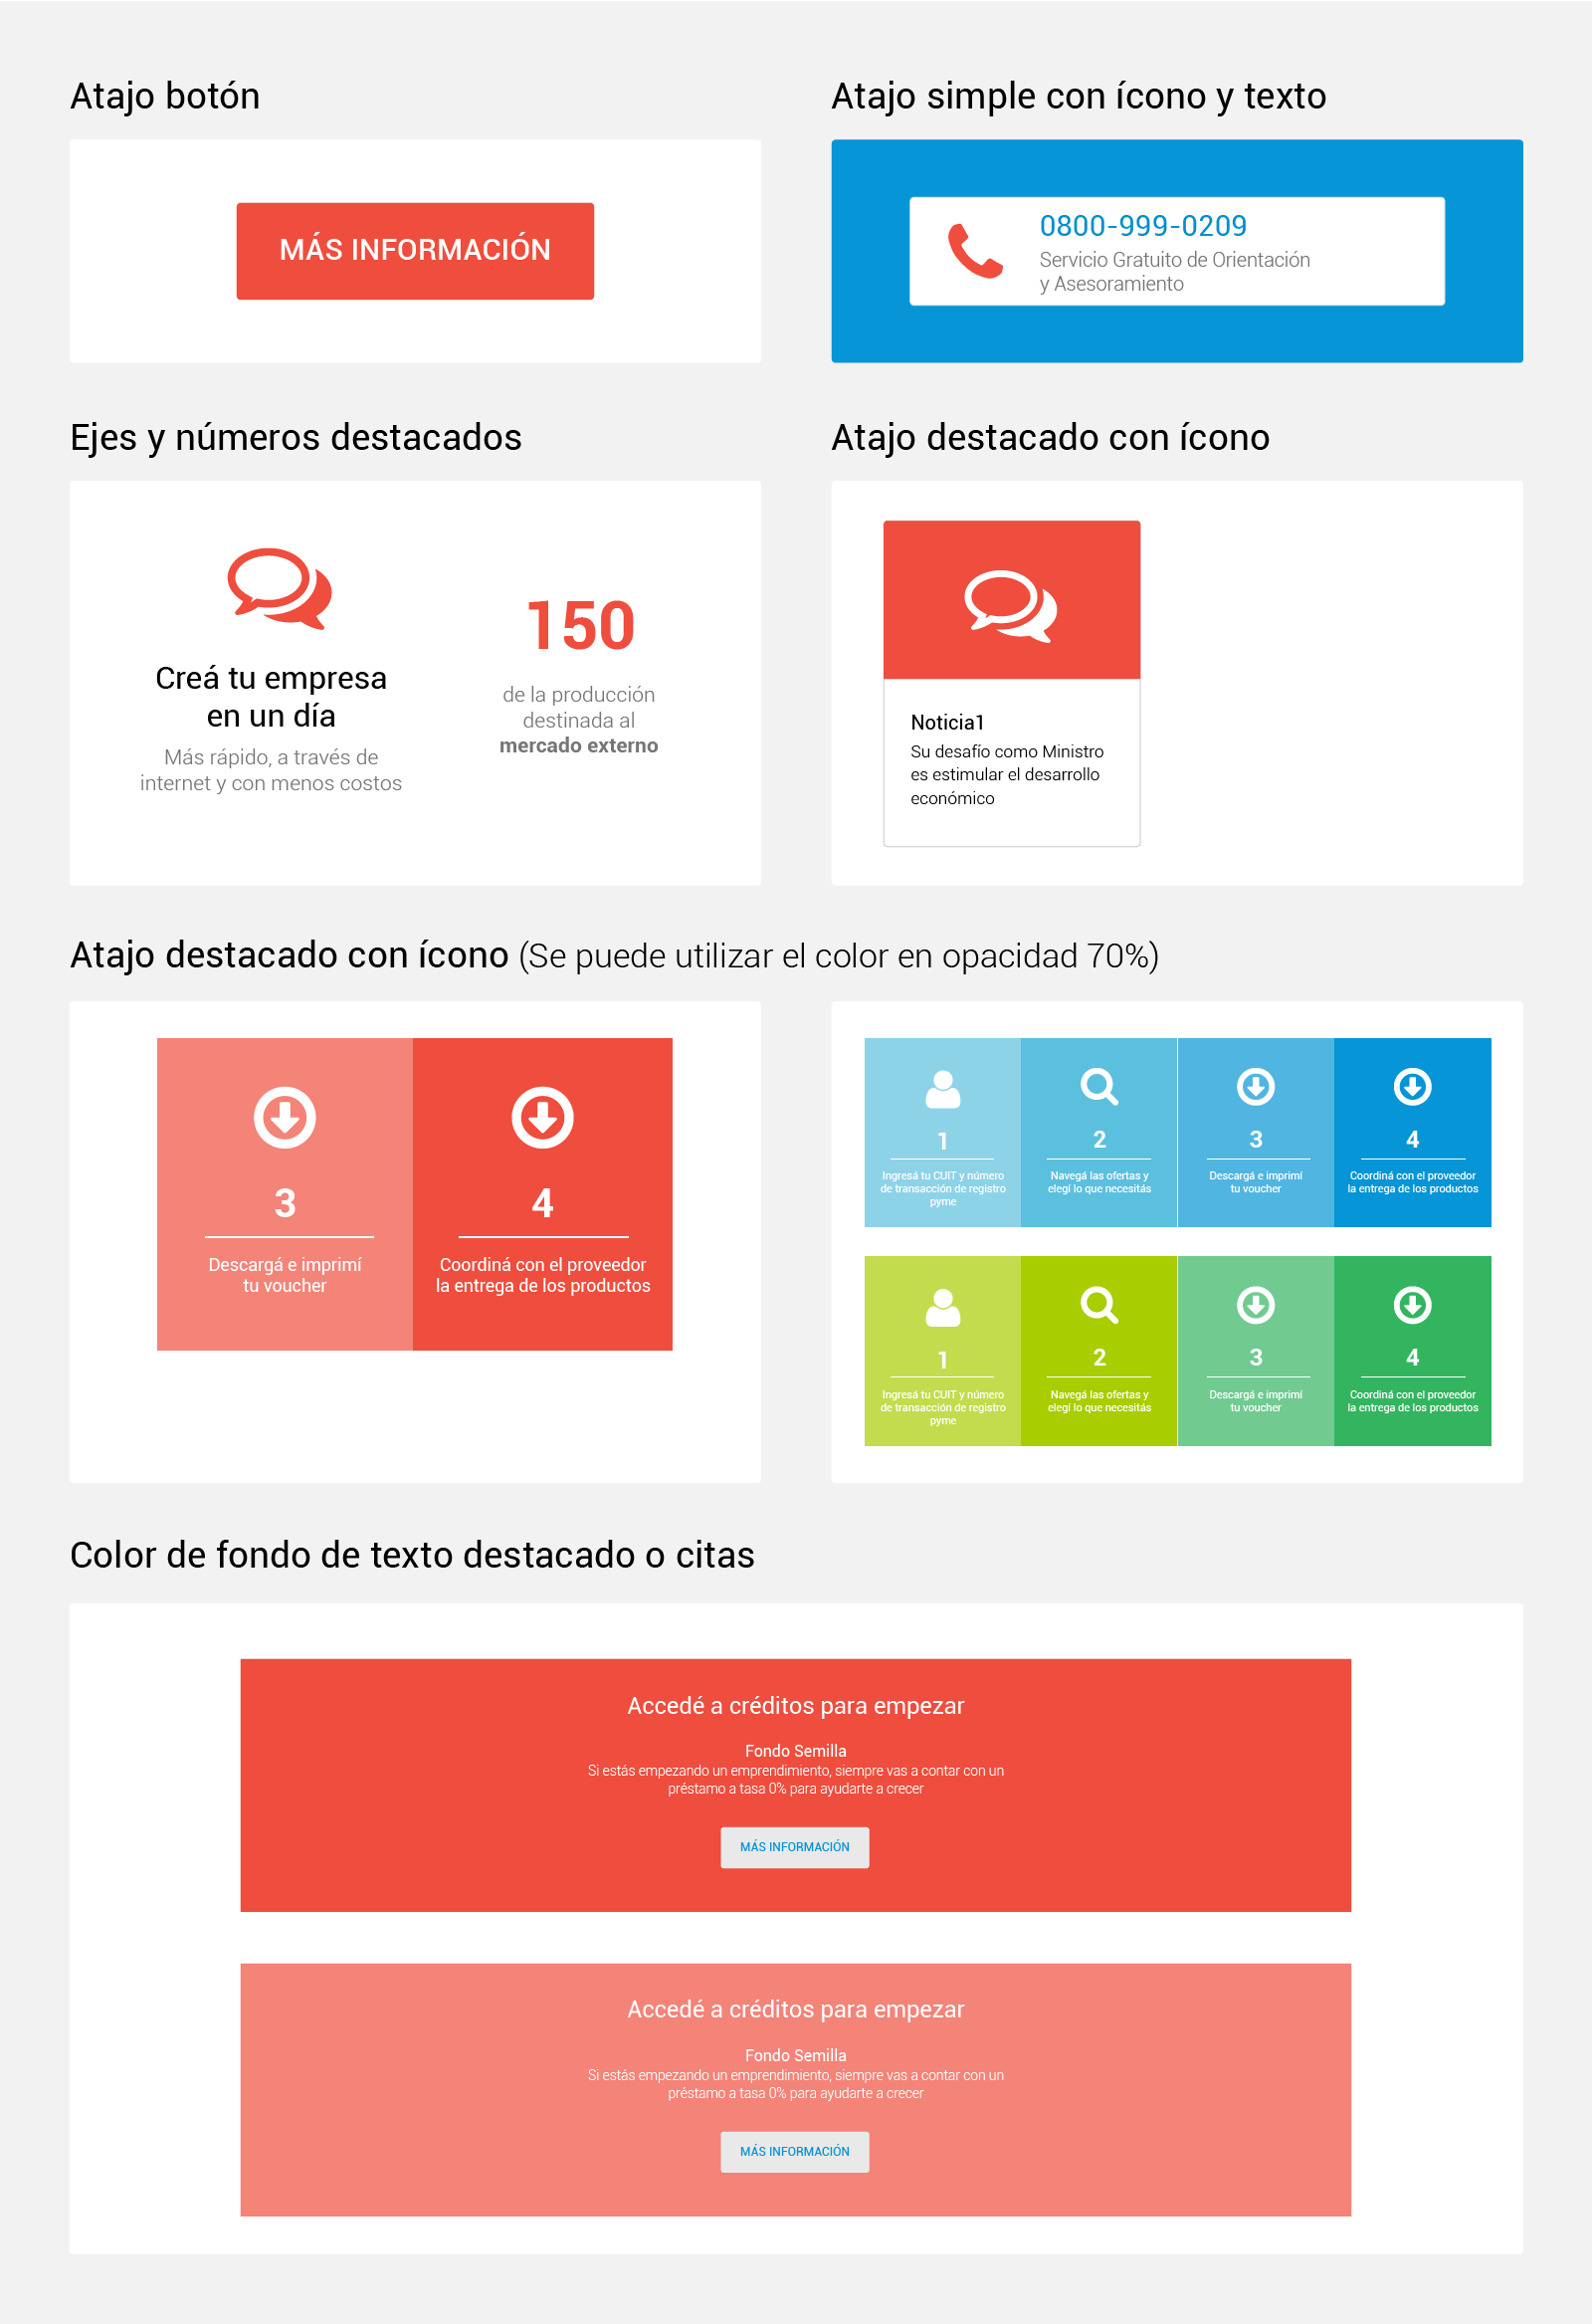 Atajo botón
MÁS INFORMACIÓN
Atajo simple con ícono y texto
0800-999-0209
Servicio Gratuito de Orientación
y Asesoramiento
Ejes y números destacados
Creá tu empresa
en un día
Más rápido, a través de
internet y con menos costos
150
de la producción
destinada al
mercado externo
Atajo destacado con ícono
Noticia1
Su desafío como Ministro
es estimular el desarrollo
económico
Atajo destacado con ícono (Se puede utilizar el color en opacidad 70%)
3
Descargá e imprimí
tu voucher
4
Coordiná con el proveedor
la entrega de los productos
1
Ingresá tu CUIT y número
de transacción de registro
pyme
2
Navegá las ofertas y
elegí lo que necesitás
3
Descargá e imprimí
tu voucher
4
Coordiná con el proveedor
la entrega de los productos
1
Ingresá tu CUIT y número
de transacción de registro
pyme
2
Navegá las ofertas y
elegí lo que necesitás
3
Descargá e imprimí
tu voucher
4
Coordiná con el proveedor
la entrega de los productos
Color de fondo de texto destacado o citas
Accedé a créditos para empezar
Fondo Semilla
Si estás empezando un emprendimiento, siempre vas a contar con un
préstamo a tasa 0% para ayudarte a crecer
MÁS INFORMACIÓN
Accedé a créditos para empezar
Fondo Semilla
Si estás empezando un emprendimiento, siempre vas a contar con un
préstamo a tasa 0% para ayudarte a crecer
MÁS INFORMACIÓN